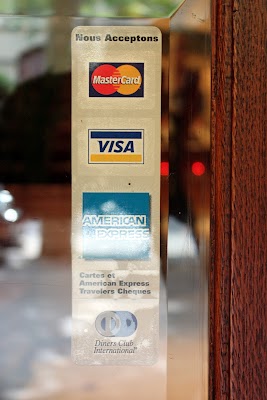 Nous Acceptons
MasterCard
VISA
AMERICAN
EXPRESS
Cartes et
American Express
Travelers Cheques
Diners Club
International